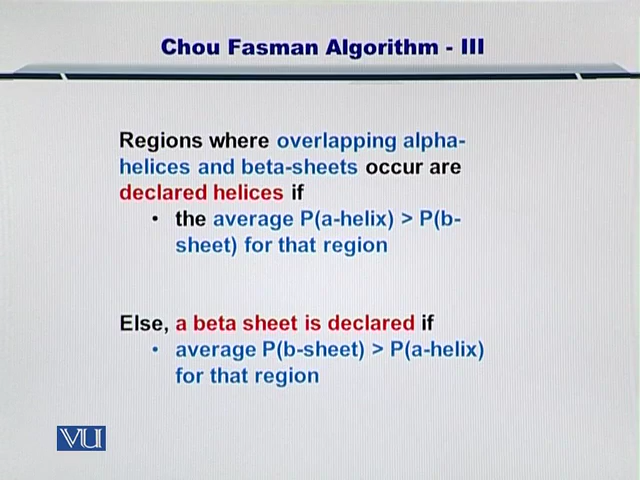 Chou Fasman Algorithm - III
Regions where overlapping alpha-
helices and beta-sheets occur are
declared helices if
• the average P(a-helix) > P(b-
sheet) for that region
Else, a beta sheet is declared if
• average P(b-sheet) > P(a-helix)
for that region
VU